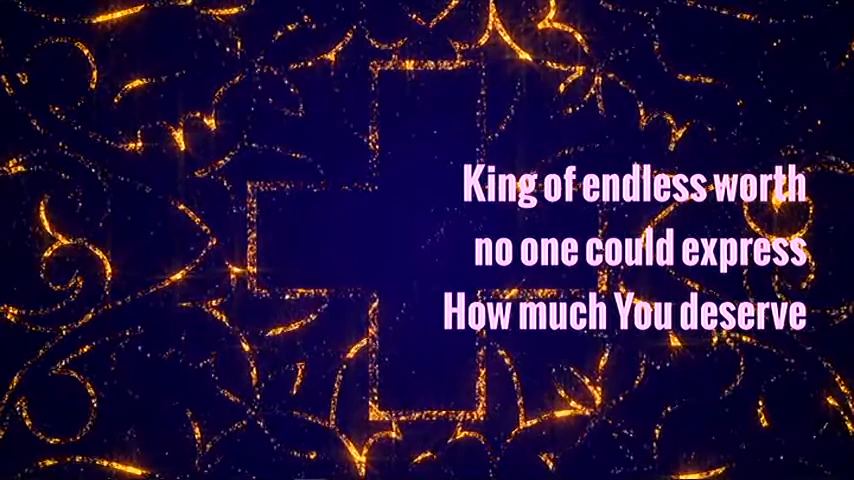 King of endless worth
no one could express
How much You deserve